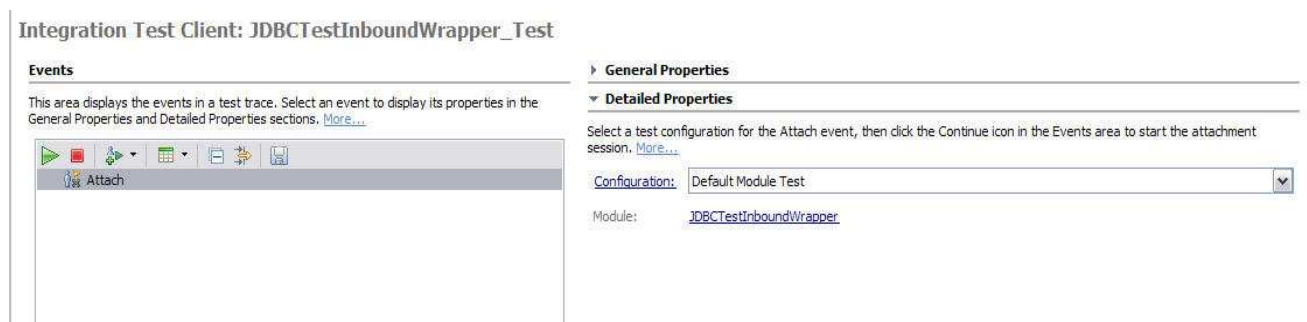 Integration Test Client: JDBCTestInboundWrapper_Test
Events
This area displays the events in a test trace. Select an event to display its properties in the
General Properties and Detailed Properties sections. More...
Attach
General Properties
Detailed Properties
Select a test configuration for the Attach event, then click the Continue icon in the Events area to start the attachment
session. More...
Configuration: Default Module Test
Module: JDBCTestInboundWrapper